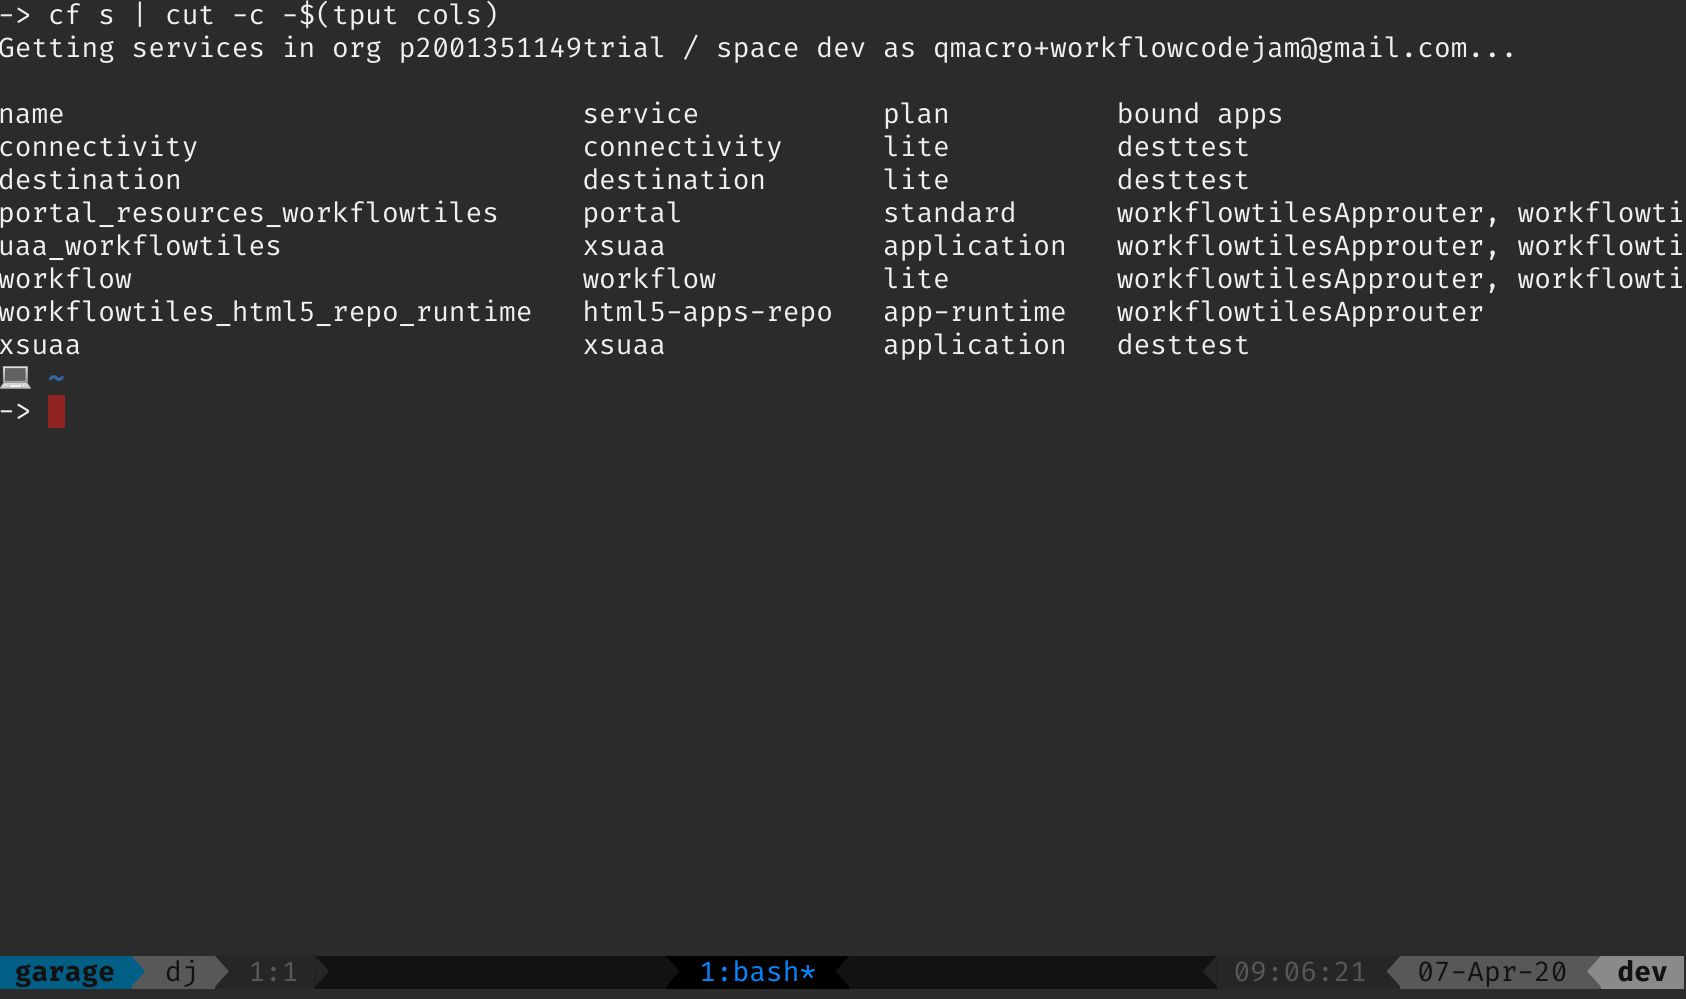 -> cf s | cut -c -$(tput cols)
Getting services in org p2001351149trial / space dev as qmacro+workflowcodejam@gmail.com...
name service plan bound apps
connectivity connectivity lite desttest
destination destination lite desttest
portal_resources_workflowtiles portal standard workflowtilesApprouter, workflowti
uaa_workflowtiles xsuaa application workflowtilesApprouter, workflowti
workflow workflow lite workflowtilesApprouter, workflowti
workflowtiles_html5_repo_runtime html5-apps-repo app-runtime workflowtilesApprouter
xsuaa xsuaa application desttest
💻 ~
->
garage dj 1:1 1:bash* 09:06:21 07-Apr-20 dev